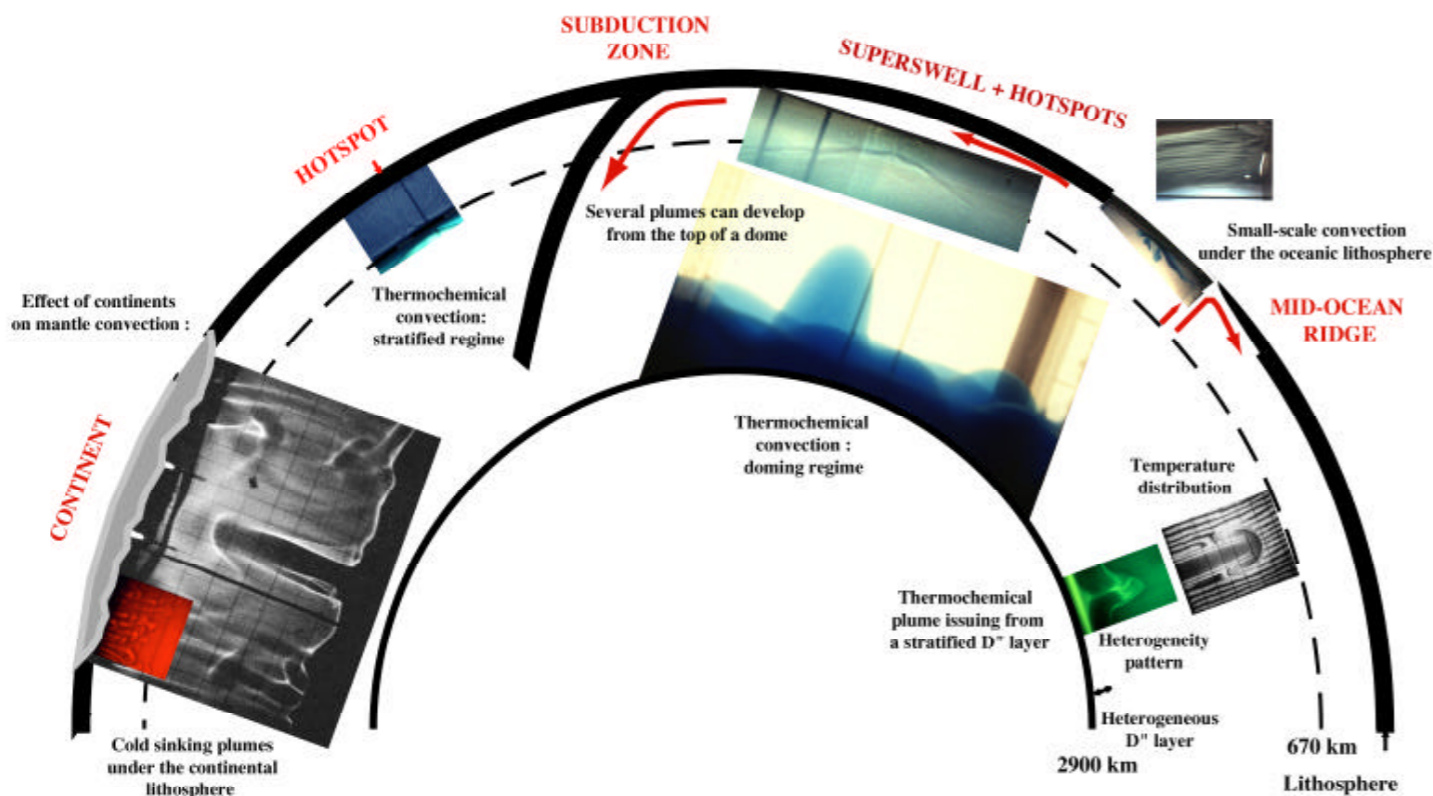 SUBDUCTION
ZONE
SUPERSWELL + HOTSPOTS
HOTSPOT
Several plumes can develop
from the top of a dome
Small-scale convection
under the oceanic lithosphere
Effect of continents
on mantle convection :
Thermochemical
convection:
stratified regime
MID-OCEAN
RIDGE
CONTINENT
Thermochemical
convection :
doming regime
Temperature
distribution
Thermochemical
plume issuing from
a stratified D" layer
Heterogeneity
pattern
Heterogeneous
D" layer
Cold sinking plumes
under the continental
lithosphere
2900 km
670 km
Lithosphere